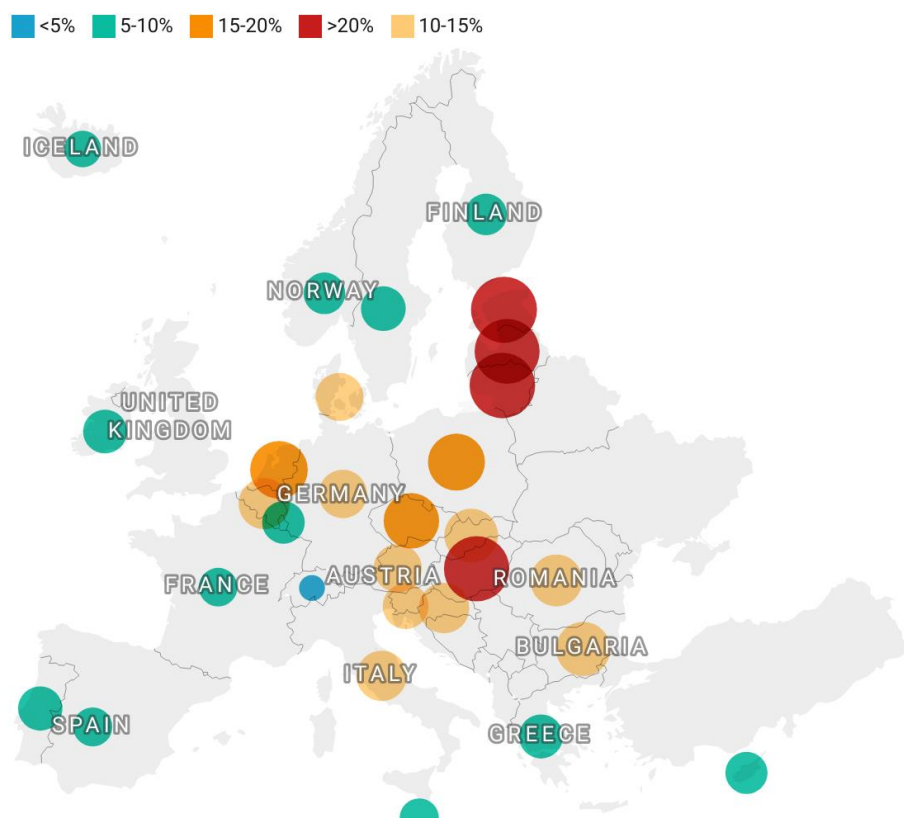 <5% 5-10% 15-20% >20% 10-15%
ICELAND
FINLAND
NORWAY
UNITED
KINGDOM
GERMANY
FRANCE
AUSTRIA
ROMANIA
BULGARIA
ITALY
SPAIN
GREECE